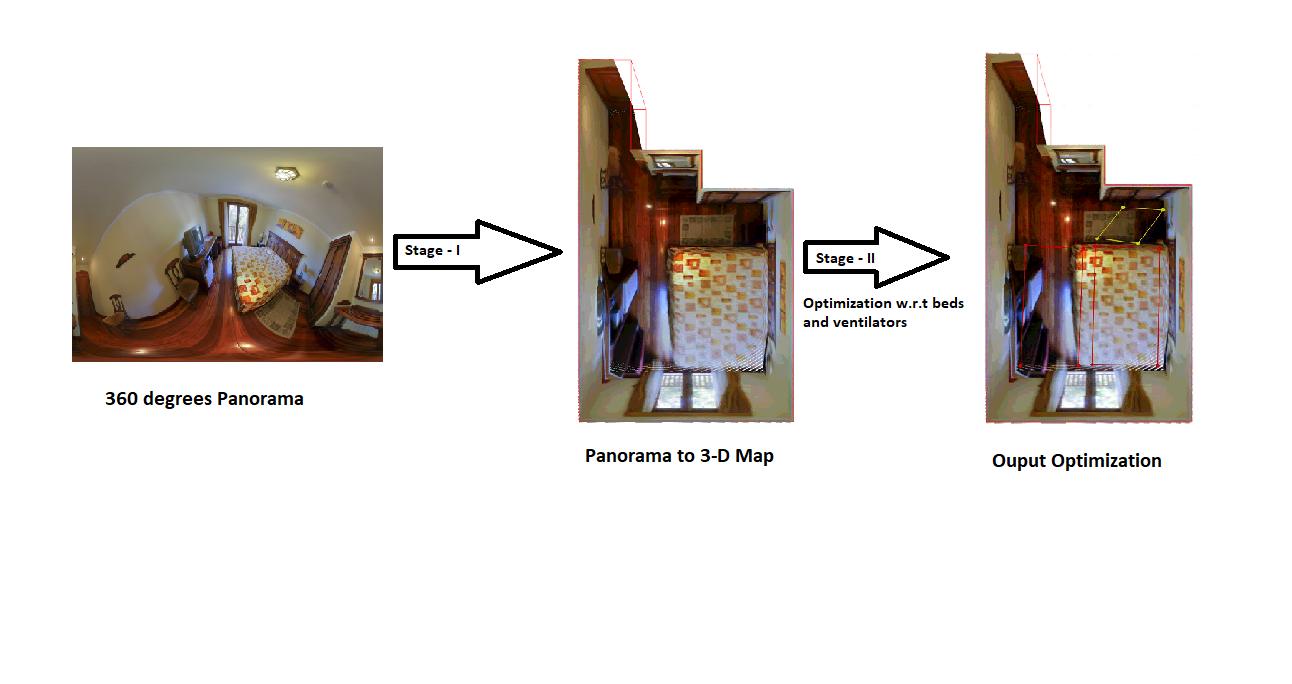 Stage - I
Stage - II
Optimization w.r.t beds
and ventilators
360 degrees Panorama
Panorama to 3-D Map
Ouput Optimization